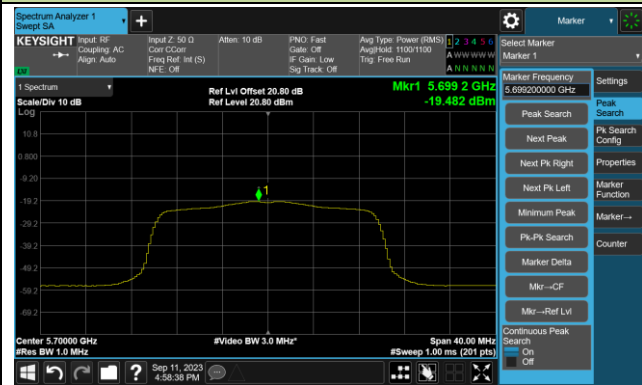 Spectrum Analyzer 1
Swept SA
Marker
KEYSIGHT
Input: RF
Coupling: AC
Align: Auto
Input Z: 50 Ω
Corr CCorr
Freq Ref: Int (S)
NFE: Off
Atten: 10 dB
PNO: Fast
Gate: Off
IF Gain: Low
Sig Track: Off
Avg Type: Power (RMS)
Avg|Hold: 1100/1100
Trig: Free Run
1 2 3 4 5 6
A W W W W W
A N N N N N
LXI
Select Marker
Marker 1
1 Spectrum
Scale/Div 10 dB
Log
Ref Lvl Offset 20.80 dB
Ref Level 20.80 dBm
Mkr1 5.699 2 GHz
-19.482 dBm
10.8
0.800
-9.20
-19.2
-29.2
-39.2
-49.2
-59.2
-69.2
1
Center 5.70000 GHz
#Res BW 1.0 MHz
#Video BW 3.0 MHz*
Span 40.00 MHz
#Sweep 1.00 ms (201 pts)
Marker Frequency
5.699200000 GHz
Peak Search
Next Peak
Next Pk Right
Next Pk Left
Minimum Peak
Pk-Pk Search
Marker Delta
Mkr→CF
Mkr→Ref Lvl
Continuous Peak
Search
On
Off
Settings
Peak
Search
Pk Search
Config
Properties
Marker
Function
Marker→
Counter
?
Sep 11, 2023
4:58:38 PM